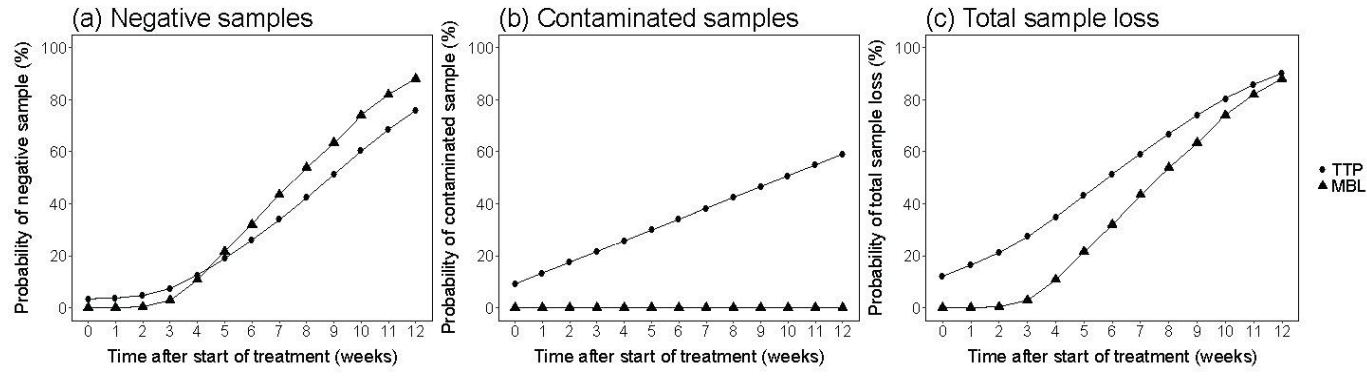 (a) Negative samples
Probability of negative sample (%)
100
80
60
40
20
0
0 1 2 3 4 5 6 7 8 9 10 11 12
Time after start of treatment (weeks)
(b) Contaminated samples
Probability of contaminated sample (%)
100
80
60
40
20
0
0 1 2 3 4 5 6 7 8 9 10 11 12
Time after start of treatment (weeks)
(c) Total sample loss
Probability of total sample loss (%)
100
80
60
40
20
0
0 1 2 3 4 5 6 7 8 9 10 11 12
Time after start of treatment (weeks)
TTP
MBL